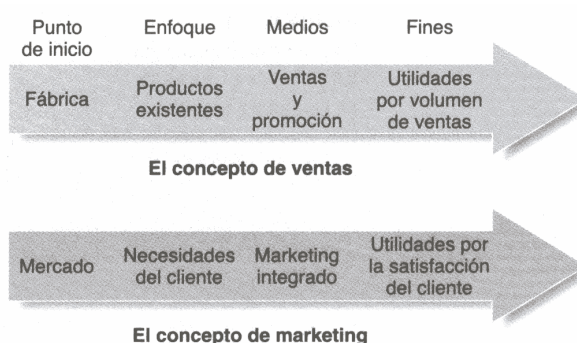 Punto
de inicio
Enfoque
Medios
Fines
Fábrica
Productos
existentes
Ventas
y
promoción
Utilidades
por volumen
de ventas
El concepto de ventas
Mercado
Necesidades
del cliente
Marketing
integrado
Utilidades por
la satisfacción
del cliente
El concepto de marketing